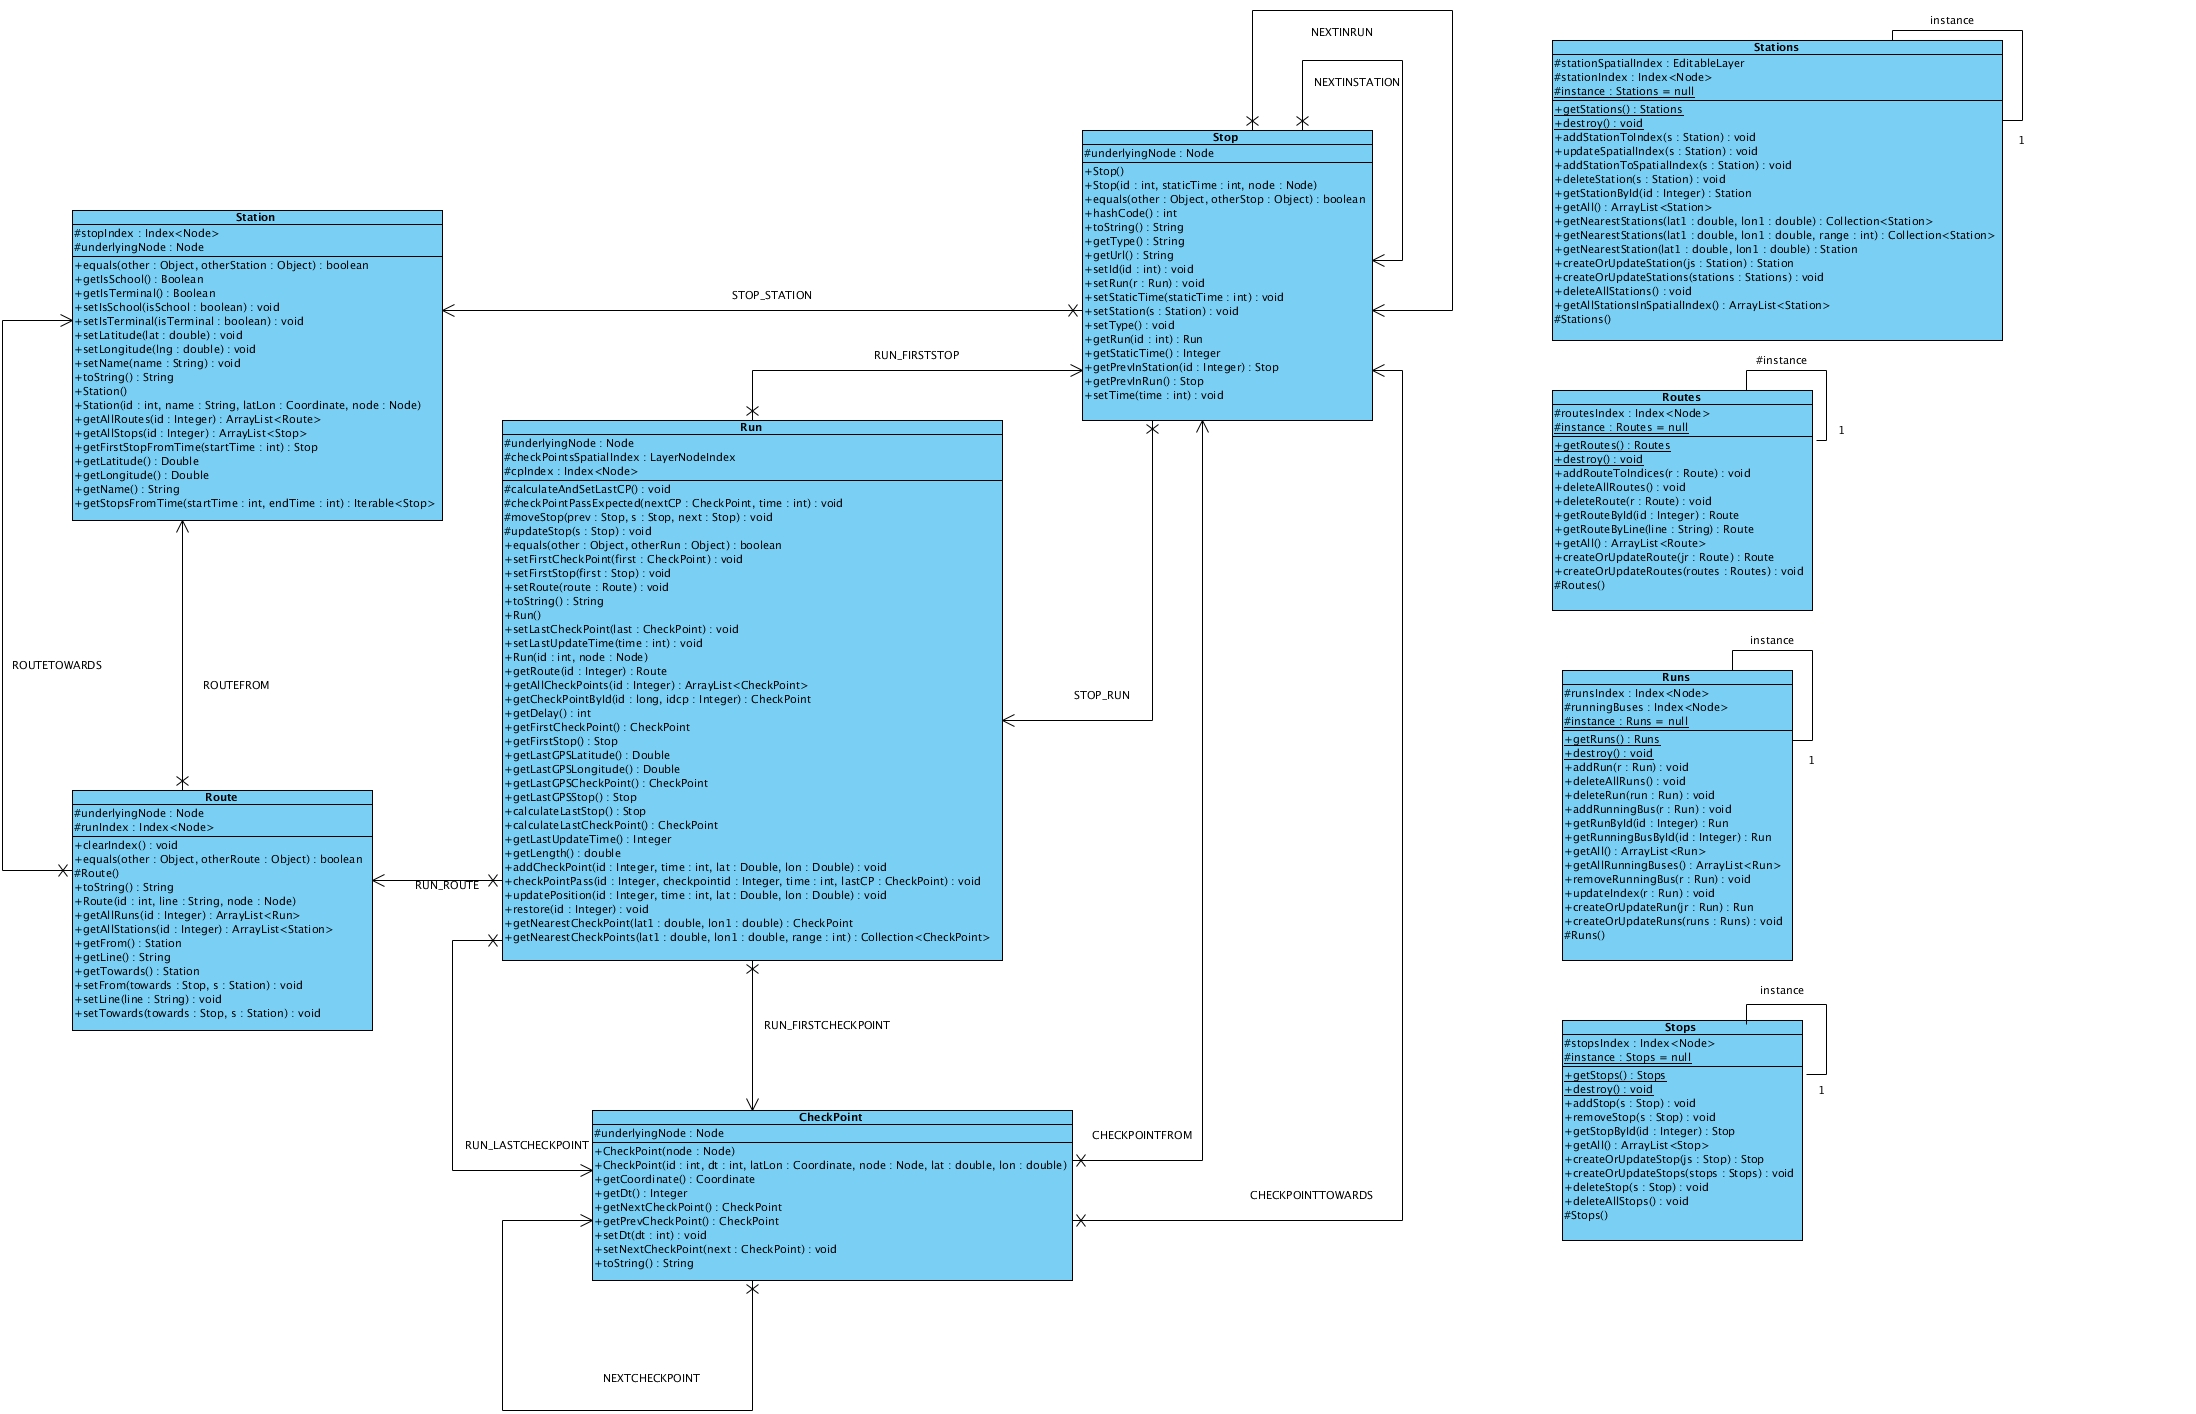 NEXTINRUN
NEXTINSTATION
Stop
#underlyingNode : Node
+Stop()
+Stop(id : int, staticTime : int, node : Node)
+equals(other : Object, otherStop : Object) : boolean
+hashCode() : int
+toString() : String
+getType() : String
+getUrl() : String
+setId(id : int) : void
+setRun(r : Run) : void
+setStaticTime(staticTime : int) : void
+setStation(s : Station) : void
+setType() : void
+getRun(id : int) : Run
+getStaticTime() : Integer
+getPrevInStation(id : Integer) : Stop
+getPrevInRun() : Stop
+setTime(time : int) : void
Station
#stopIndex : Index<Node>
#underlyingNode : Node
+equals(other : Object, otherStation : Object) : boolean
+getIsSchool() : Boolean
+getIsTerminal() : Boolean
+setIsSchool(isSchool : boolean) : void
+setIsTerminal(isTerminal : boolean) : void
+setLatitude(lat : double) : void
+setLongitude(lng : double) : void
+setName(name : String) : void
+toString() : String
+Station()
+Station(id : int, name : String, latLon : Coordinate, node : Node)
+getAllRoutes(id : Integer) : ArrayList<Route>
+getAllStops(id : Integer) : ArrayList<Stop>
+getFirstStopFromTime(startTime : int) : Stop
+getLatitude() : Double
+getLongitude() : Double
+getName() : String
+getStopsFromTime(startTime : int, endTime : int) : Iterable<Stop>
STOP_STATION
RUN_FIRSTSTOP
ROUTETOWARDS
ROUTEFROM
STOP_RUN
Run
#underlyingNode : Node
#checkPointsSpatialIndex : LayerNodeIndex
#cpIndex : Index<Node>
#calculateAndSetLastCP() : void
#checkPointPassExpected(nextCP : CheckPoint, time : int) : void
#moveStop(prev : Stop, s : Stop, next : Stop) : void
#updateStop(s : Stop) : void
+equals(other : Object, otherRun : Object) : boolean
+setFirstCheckPoint(first : CheckPoint) : void
+setFirstStop(first : Stop) : void
+setRoute(route : Route) : void
+toString() : String
+Run()
+setLastCheckPoint(last : CheckPoint) : void
+setLastUpdateTime(time : int) : void
+Run(id : int, node : Node)
+getRoute(id : Integer) : Route
+getAllCheckPoints(id : Integer) : ArrayList<CheckPoint>
+getCheckPointById(id : long, idcp : Integer) : CheckPoint
+getDelay() : int
+getFirstCheckPoint() : CheckPoint
+getFirstStop() : Stop
+getLastGPSLatitude() : Double
+getLastGPSLongitude() : Double
+getLastGPSCheckPoint() : CheckPoint
+getLastGPSStop() : Stop
+calculateLastStop() : Stop
+calculateLastCheckPoint() : CheckPoint
+getLastUpdateTime() : Integer
+getLength() : double
+addCheckPoint(id : Integer, time : int, lat : Double, lon : Double) : void
+checkPointPass(id : Integer, checkpointid : Integer, time : int, lastCP : CheckPoint) : void
+updatePosition(id : Integer, time : int, lat : Double, lon : Double) : void
+restore(id : Integer) : void
+getNearestCheckPoint(lat1 : double, lon1 : double) : CheckPoint
+getNearestCheckPoints(lat1 : double, lon1 : double, range : int) : Collection<CheckPoint>
Route
#underlyingNode : Node
#runIndex : Index<Node>
+clearIndex() : void
+equals(other : Object, otherRoute : Object) : boolean
#Route()
+toString() : String
+Route(id : int, line : String, node : Node)
+getAllRuns(id : Integer) : ArrayList<Run>
+getAllStations(id : Integer) : ArrayList<Station>
+getFrom() : Station
+getLine() : String
+getTowards() : Station
+setFrom(towards : Stop, s : Station) : void
+setLine(line : String) : void
+setTowards(towards : Stop, s : Station) : void
RUN_ROUTE
RUN_FIRSTCHECKPOINT
RUN_LASTCHECKPOINT
CHECKPOINTFROM
CHECKPOINTTOWARDS
CheckPoint
#underlyingNode : Node
+CheckPoint(node : Node)
+CheckPoint(id : int, dt : int, latLon : Coordinate, node : Node, lat : double, lon : double)
+getCoordinate() : Coordinate
+getDt() : Integer
+getNextCheckPoint() : CheckPoint
+getPrevCheckPoint() : CheckPoint
+setDt(dt : int) : void
+setNextCheckPoint(next : CheckPoint) : void
+toString() : String
NEXTCHECKPOINT
instance
Stations
#stationSpatialIndex : EditableLayer
#stationIndex : Index<Node>
#instance : Stations = null
+getStations() : Stations
+destroy() : void
+addStationToIndex(s : Station) : void
+updateSpatialIndex(s : Station) : void
+addStationToSpatialIndex(s : Station) : void
+deleteStation(s : Station) : void
+getStationById(id : Integer) : Station
+getAll() : ArrayList<Station>
+getNearestStations(lat1 : double, lon1 : double) : Collection<Station>
+getNearestStations(lat1 : double, lon1 : double, range : int) : Collection<Station>
+getNearestStation(lat1 : double, lon1 : double) : Station
+createOrUpdateStation(js : Station) : Station
+createOrUpdateStations(stations : Stations) : void
+deleteAllStations() : void
+getAllStationsInSpatialIndex() : ArrayList<Station>
#Stations()
1
#instance
Routes
#routesIndex : Index<Node>
#instance : Routes = null
+getRoutes() : Routes
+destroy() : void
+addRouteToIndices(r : Route) : void
+deleteAllRoutes() : void
+deleteRoute(r : Route) : void
+getRouteById(id : Integer) : Route
+getRouteByLine(line : String) : Route
+getAll() : ArrayList<Route>
+createOrUpdateRoute(jr : Route) : Route
+createOrUpdateRoutes(routes : Routes) : void
#Routes()
1
instance
Runs
#runsIndex : Index<Node>
#runningBuses : Index<Node>
#instance : Runs = null
+getRuns() : Runs
+destroy() : void
+addRun(r : Run) : void
+deleteAllRuns() : void
+deleteRun(run : Run) : void
+addRunningBus(r : Run) : void
+getRunById(id : Integer) : Run
+getRunningBusById(id : Integer) : Run
+getAll() : ArrayList<Run>
+getAllRunningBuses() : ArrayList<Run>
+removeRunningBus(r : Run) : void
+updateIndex(r : Run) : void
+createOrUpdateRun(jr : Run) : Run
+createOrUpdateRuns(runs : Runs) : void
#Runs()
1
instance
Stops
#stopsIndex : Index<Node>
#instance : Stops = null
+getStops() : Stops
+destroy() : void
+addStop(s : Stop) : void
+removeStop(s : Stop) : void
+getStopById(id : Integer) : Stop
+getAll() : ArrayList<Stop>
+createOrUpdateStop(js : Stop) : Stop
+createOrUpdateStops(stops : Stops) : void
+deleteStop(s : Stop) : void
+deleteAllStops() : void
#Stops()
1